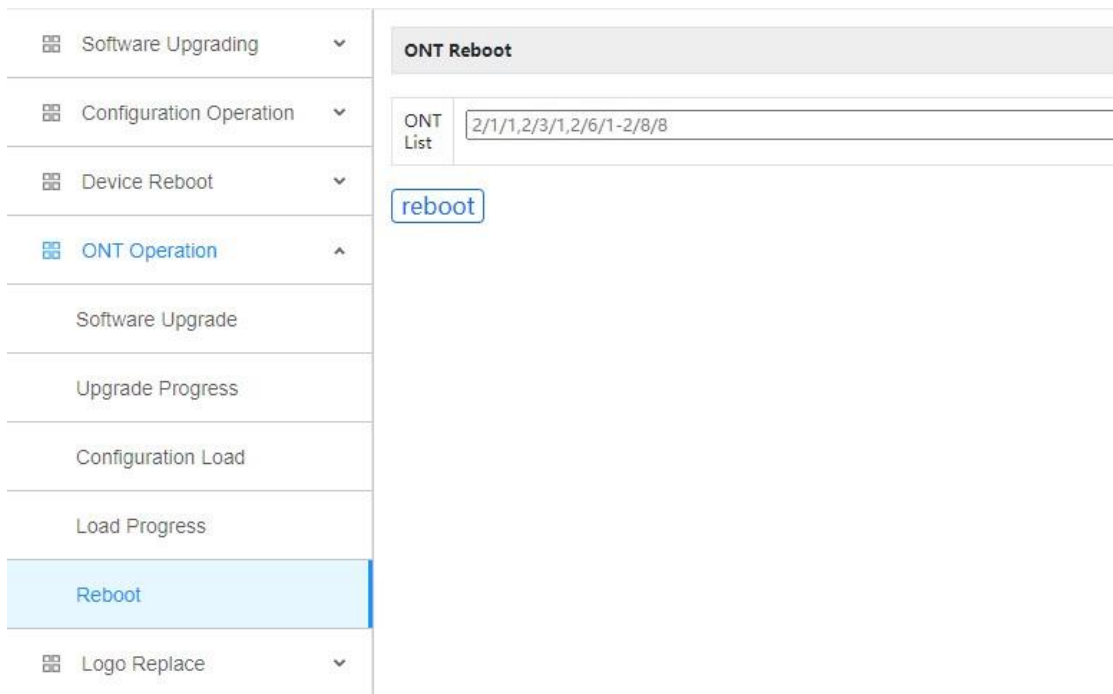 Software Upgrading
Configuration Operation
Device Reboot
ONT Operation
Software Upgrade
Upgrade Progress
Configuration Load
Load Progress
Reboot
Logo Replace
ONT Reboot
ONT
List
2/1/1,2/3/1,2/6/1-2/8/8
reboot